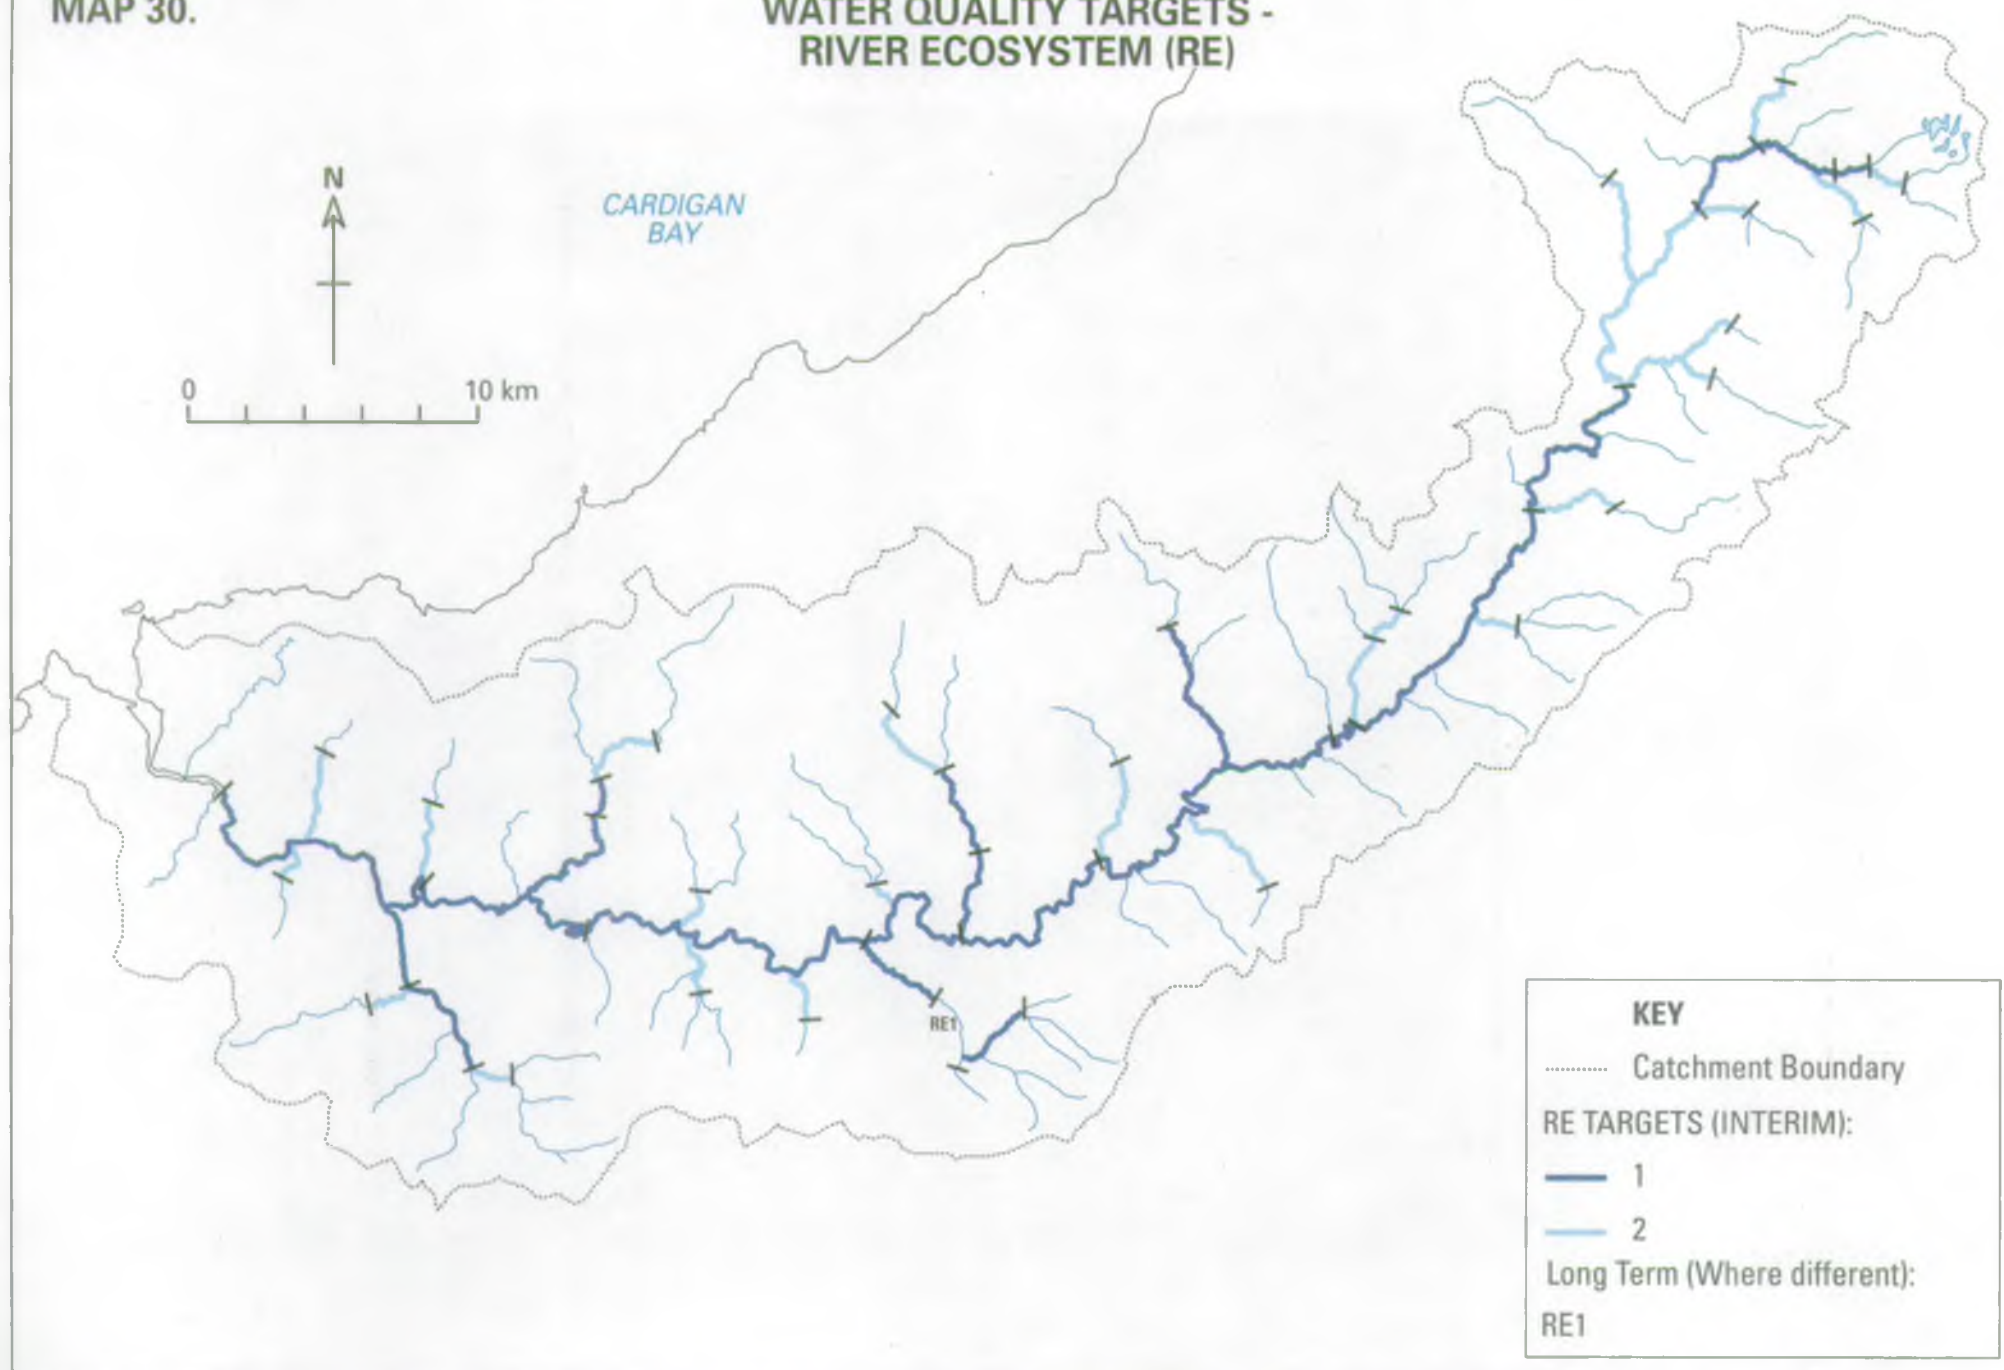 MAP 30.
WATER QUALITY TARGETS -
RIVER ECOSYSTEM (RE)
N
CARDIGAN
BAY
0 10 km
RE1
KEY
Catchment Boundary
RE TARGETS (INTERIM):
1
2
Long Term (Where different):
RE1